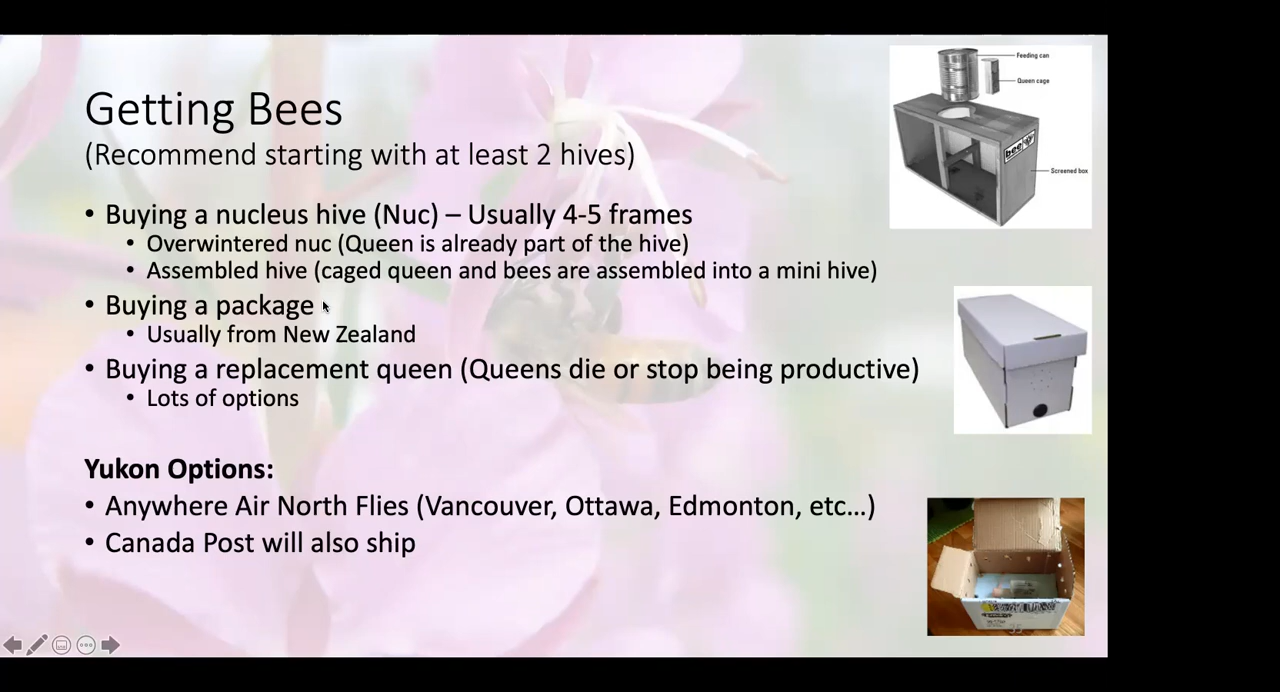 Getting Bees
(Recommend starting with at least 2 hives)
• Buying a nucleus hive (Nuc) – Usually 4-5 frames
• Overwintered nuc (Queen is already part of the hive)
• Assembled hive (caged queen and bees are assembled into a mini hive)
• Buying a package
• Usually from New Zealand
• Buying a replacement queen (Queens die or stop being productive)
• Lots of options
Yukon Options:
• Anywhere Air North Flies (Vancouver, Ottawa, Edmonton, etc…)
• Canada Post will also ship
Feeding can
Queen cage
Screened box